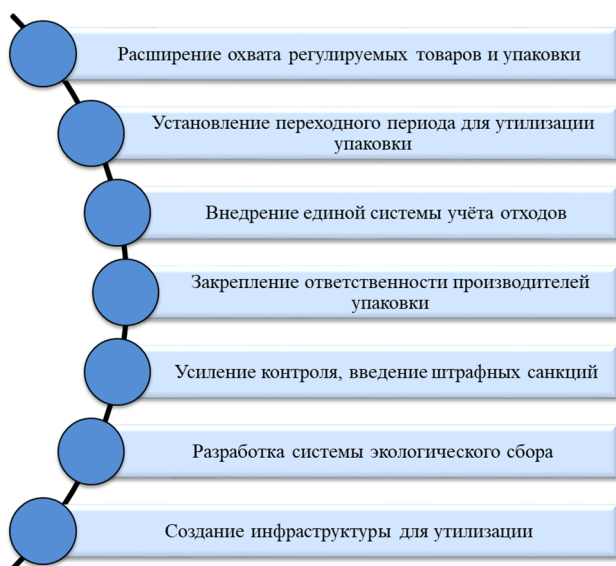 Расширение охвата регулируемых товаров и упаковки
Установление переходного периода для утилизации
упаковки
Внедрение единой системы учёта отходов
Закрепление ответственности производителей
упаковки
Усиление контроля, введение штрафных санкций
Разработка системы экологического сбора
Создание инфраструктуры для утилизации